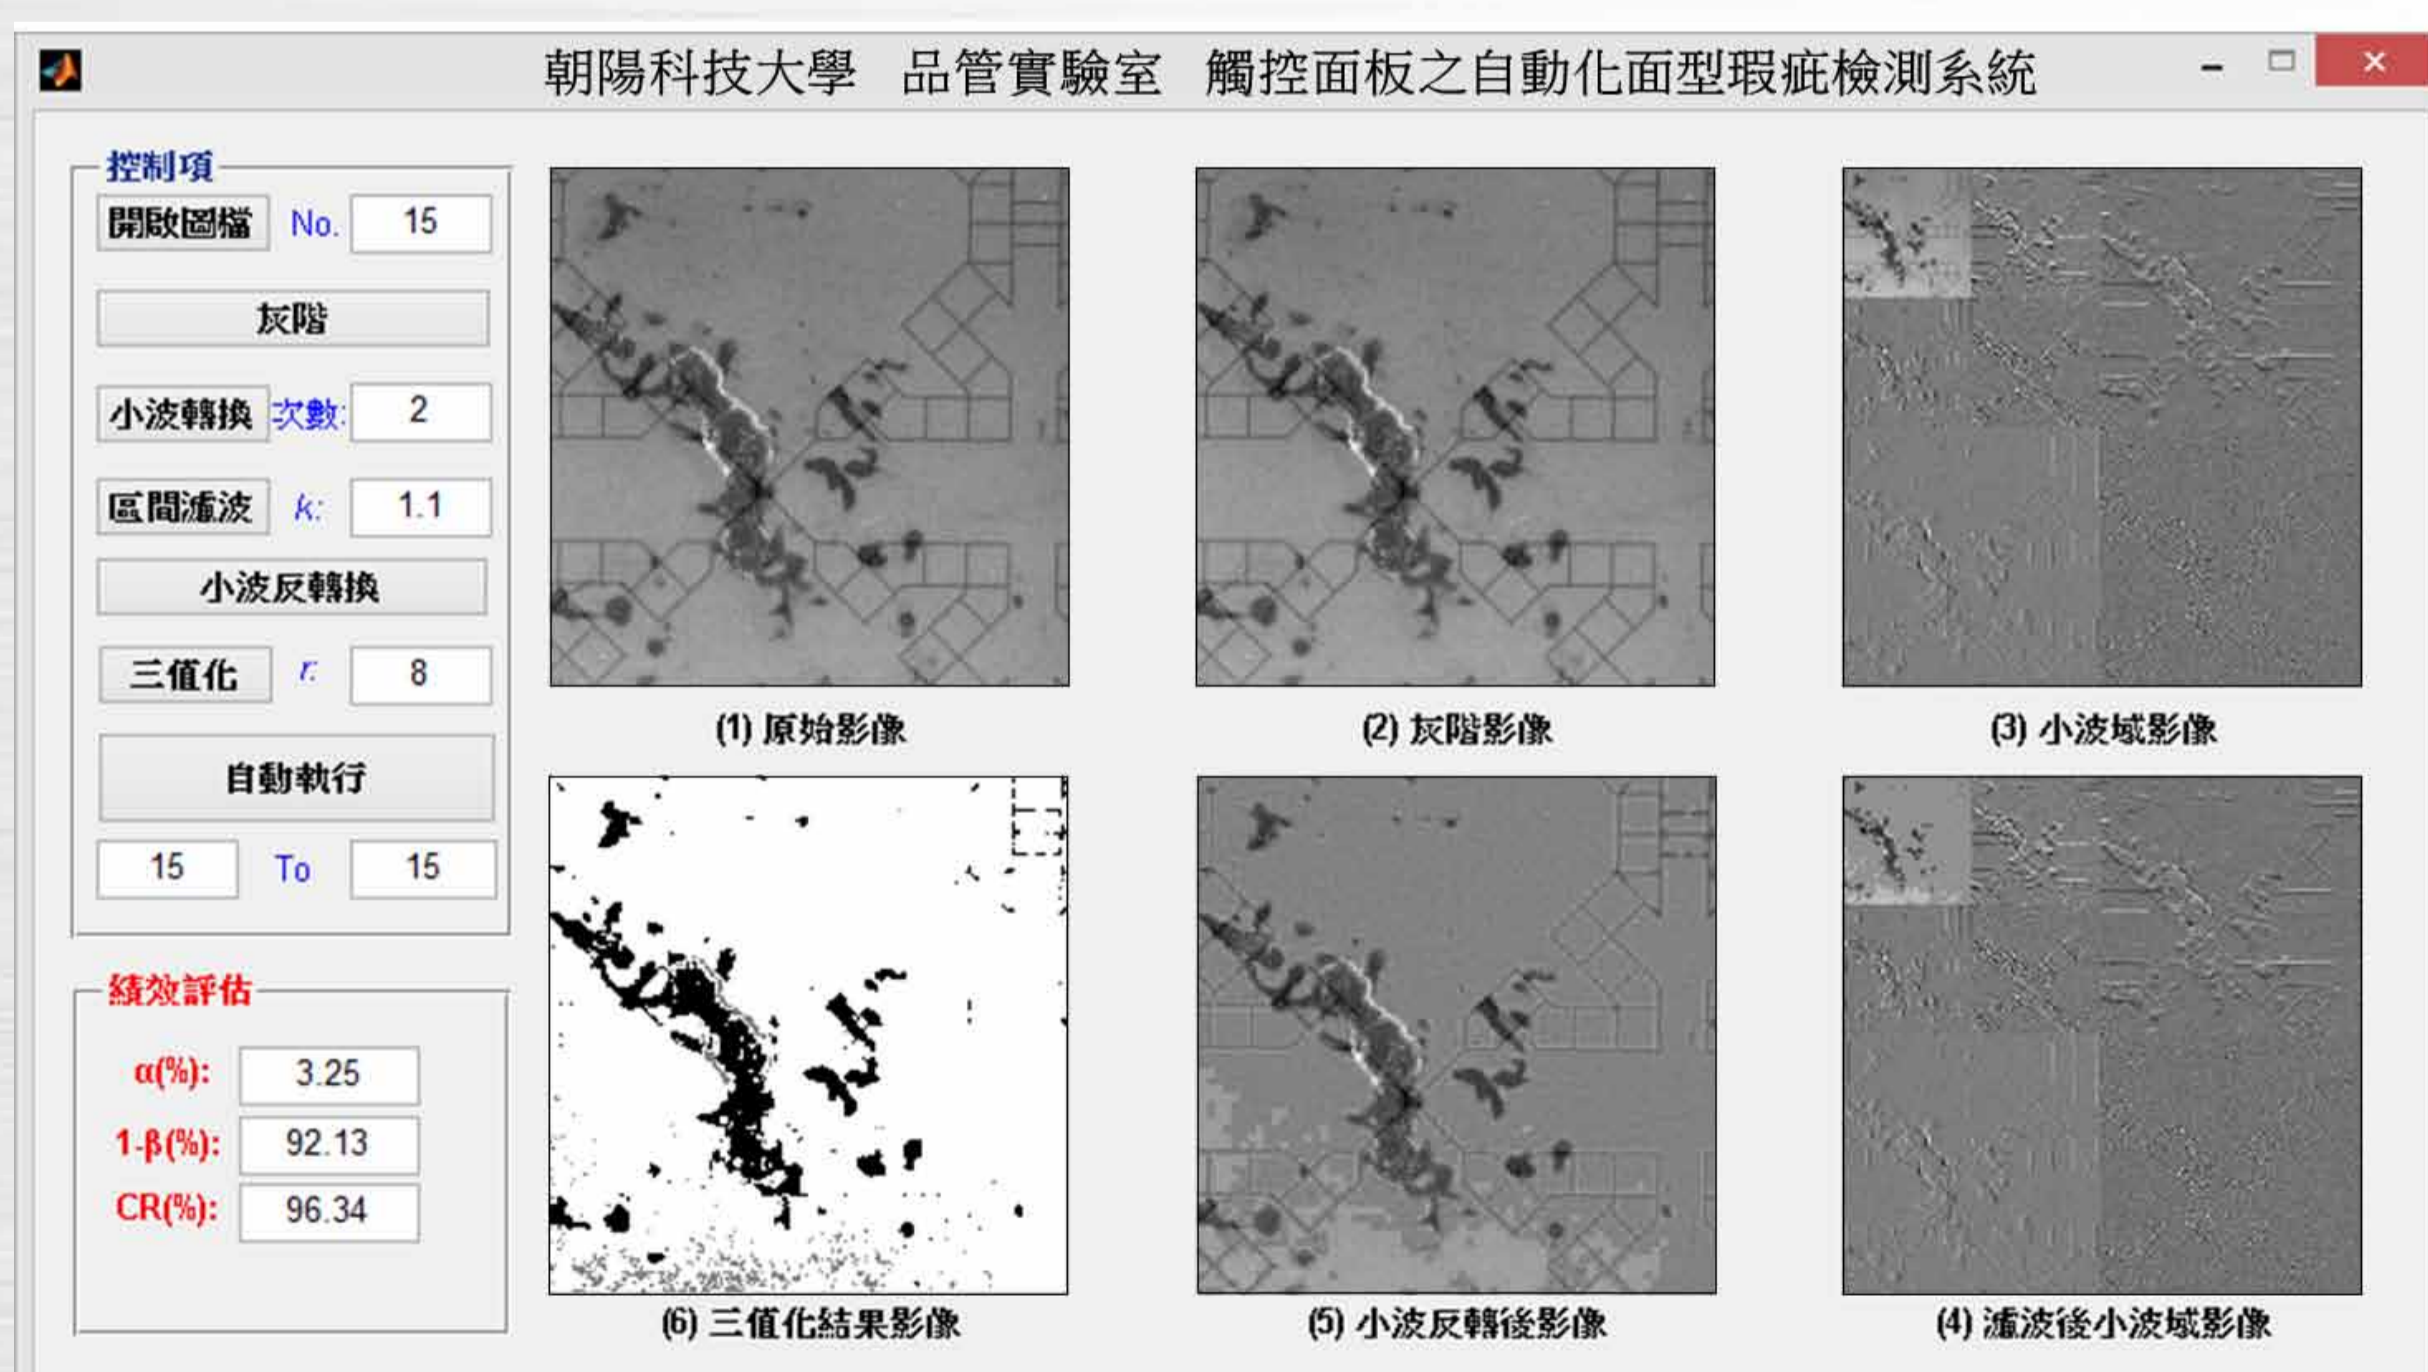 朝陽科技大學 品管實驗室 觸控面板之自動化面型瑕疵檢測系統
控制項
開啟圖檔 No. 15
灰階
小波轉換 次數: 2
區間濾波 k: 1.1
小波反轉換
三值化 r: 8
自動執行
15 To 15
績效評估
α(%): 3.25
1-β(%): 92.13
CR(%): 96.34
(1) 原始影像
(2) 灰階影像
(3) 小波域影像
(6) 三值化結果影像
(5) 小波反轉後影像
(4) 濾波後小波域影像